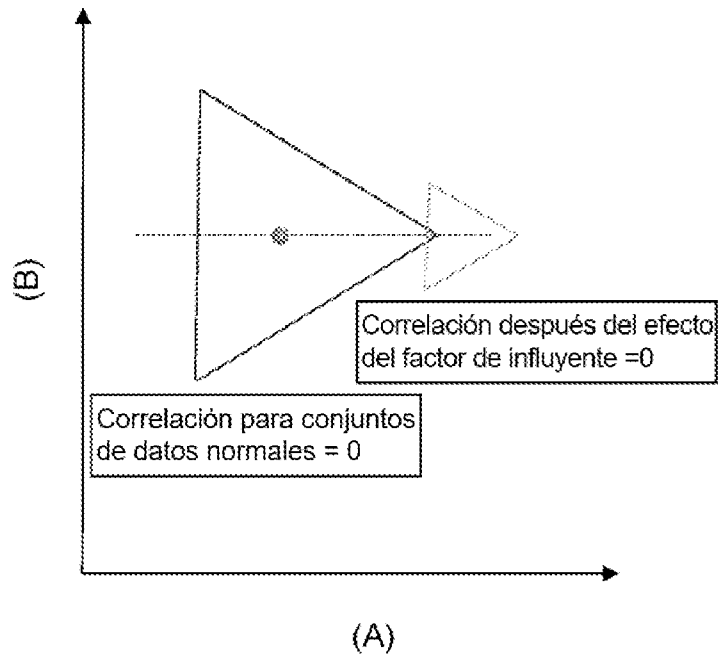 (B)
Correlación después del efecto
del factor de influyente =0
Correlación para conjuntos
de datos normales = 0
(A)